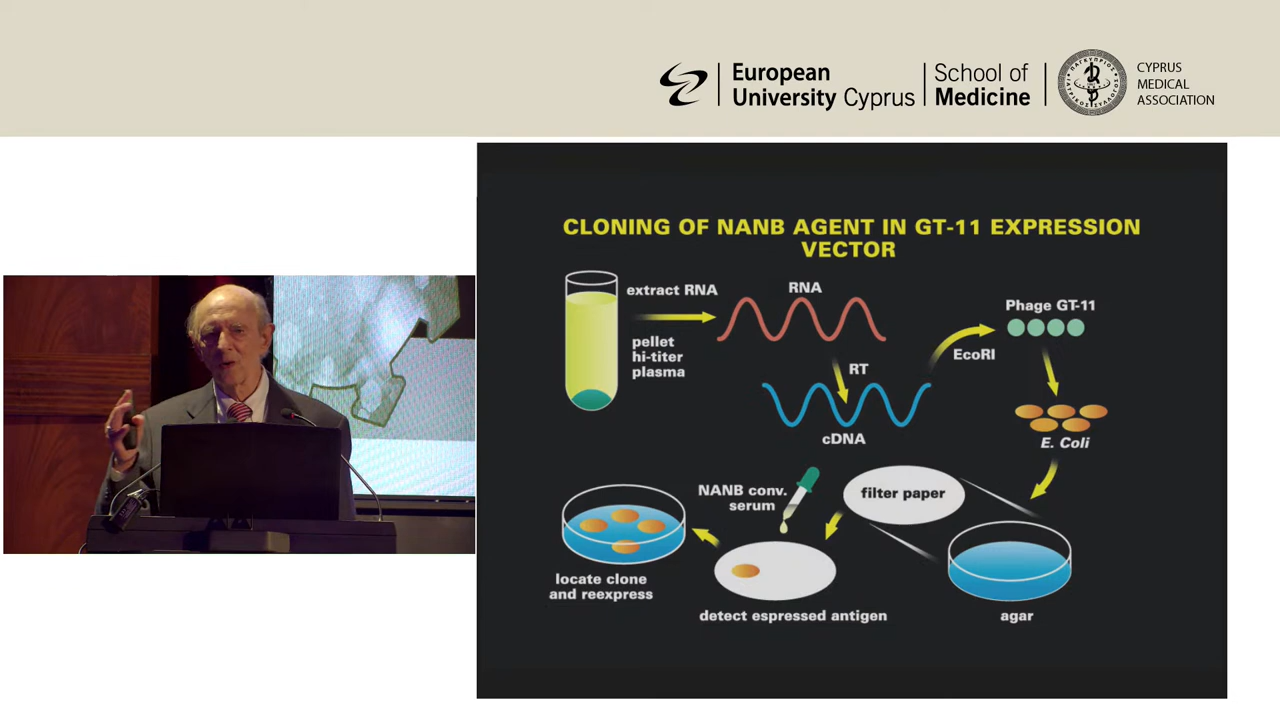 European
University Cyprus
School of
Medicine
CYPRUS
MEDICAL
ASSOCIATION
CLONING OF NANB AGENT IN GT-11 EXPRESSION
VECTOR
extract RNA
pellet
hi-titer
plasma
RNA
RT
cDNA
EcoRI
Phage GT-11
E. Coli
filter paper
agar
NANB conv.
serum
detect espressed antigen
locate clone
and reexpress